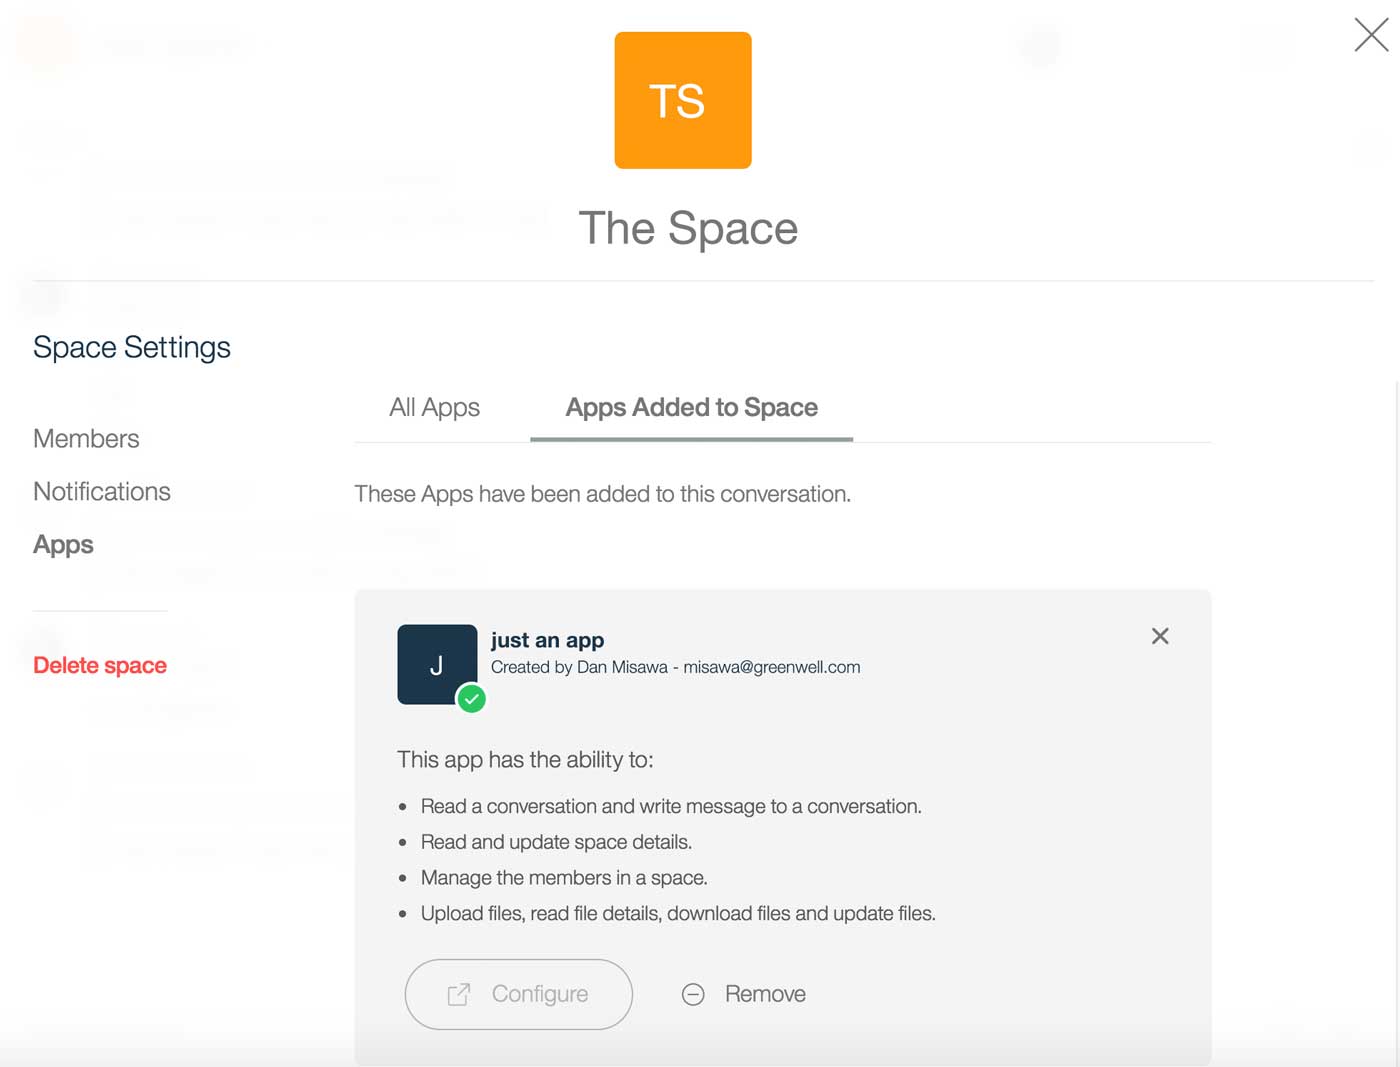 TS
The Space
Space Settings
Members
Notifications
Apps
Delete space
All Apps
Apps Added to Space
These Apps have been added to this conversation.
J
just an app
Created by Dan Misawa - misawa@greenwell.com
This app has the ability to:
• Read a conversation and write message to a conversation.
• Read and update space details.
• Manage the members in a space.
• Upload files, read file details, download files and update files.
Configure
Remove